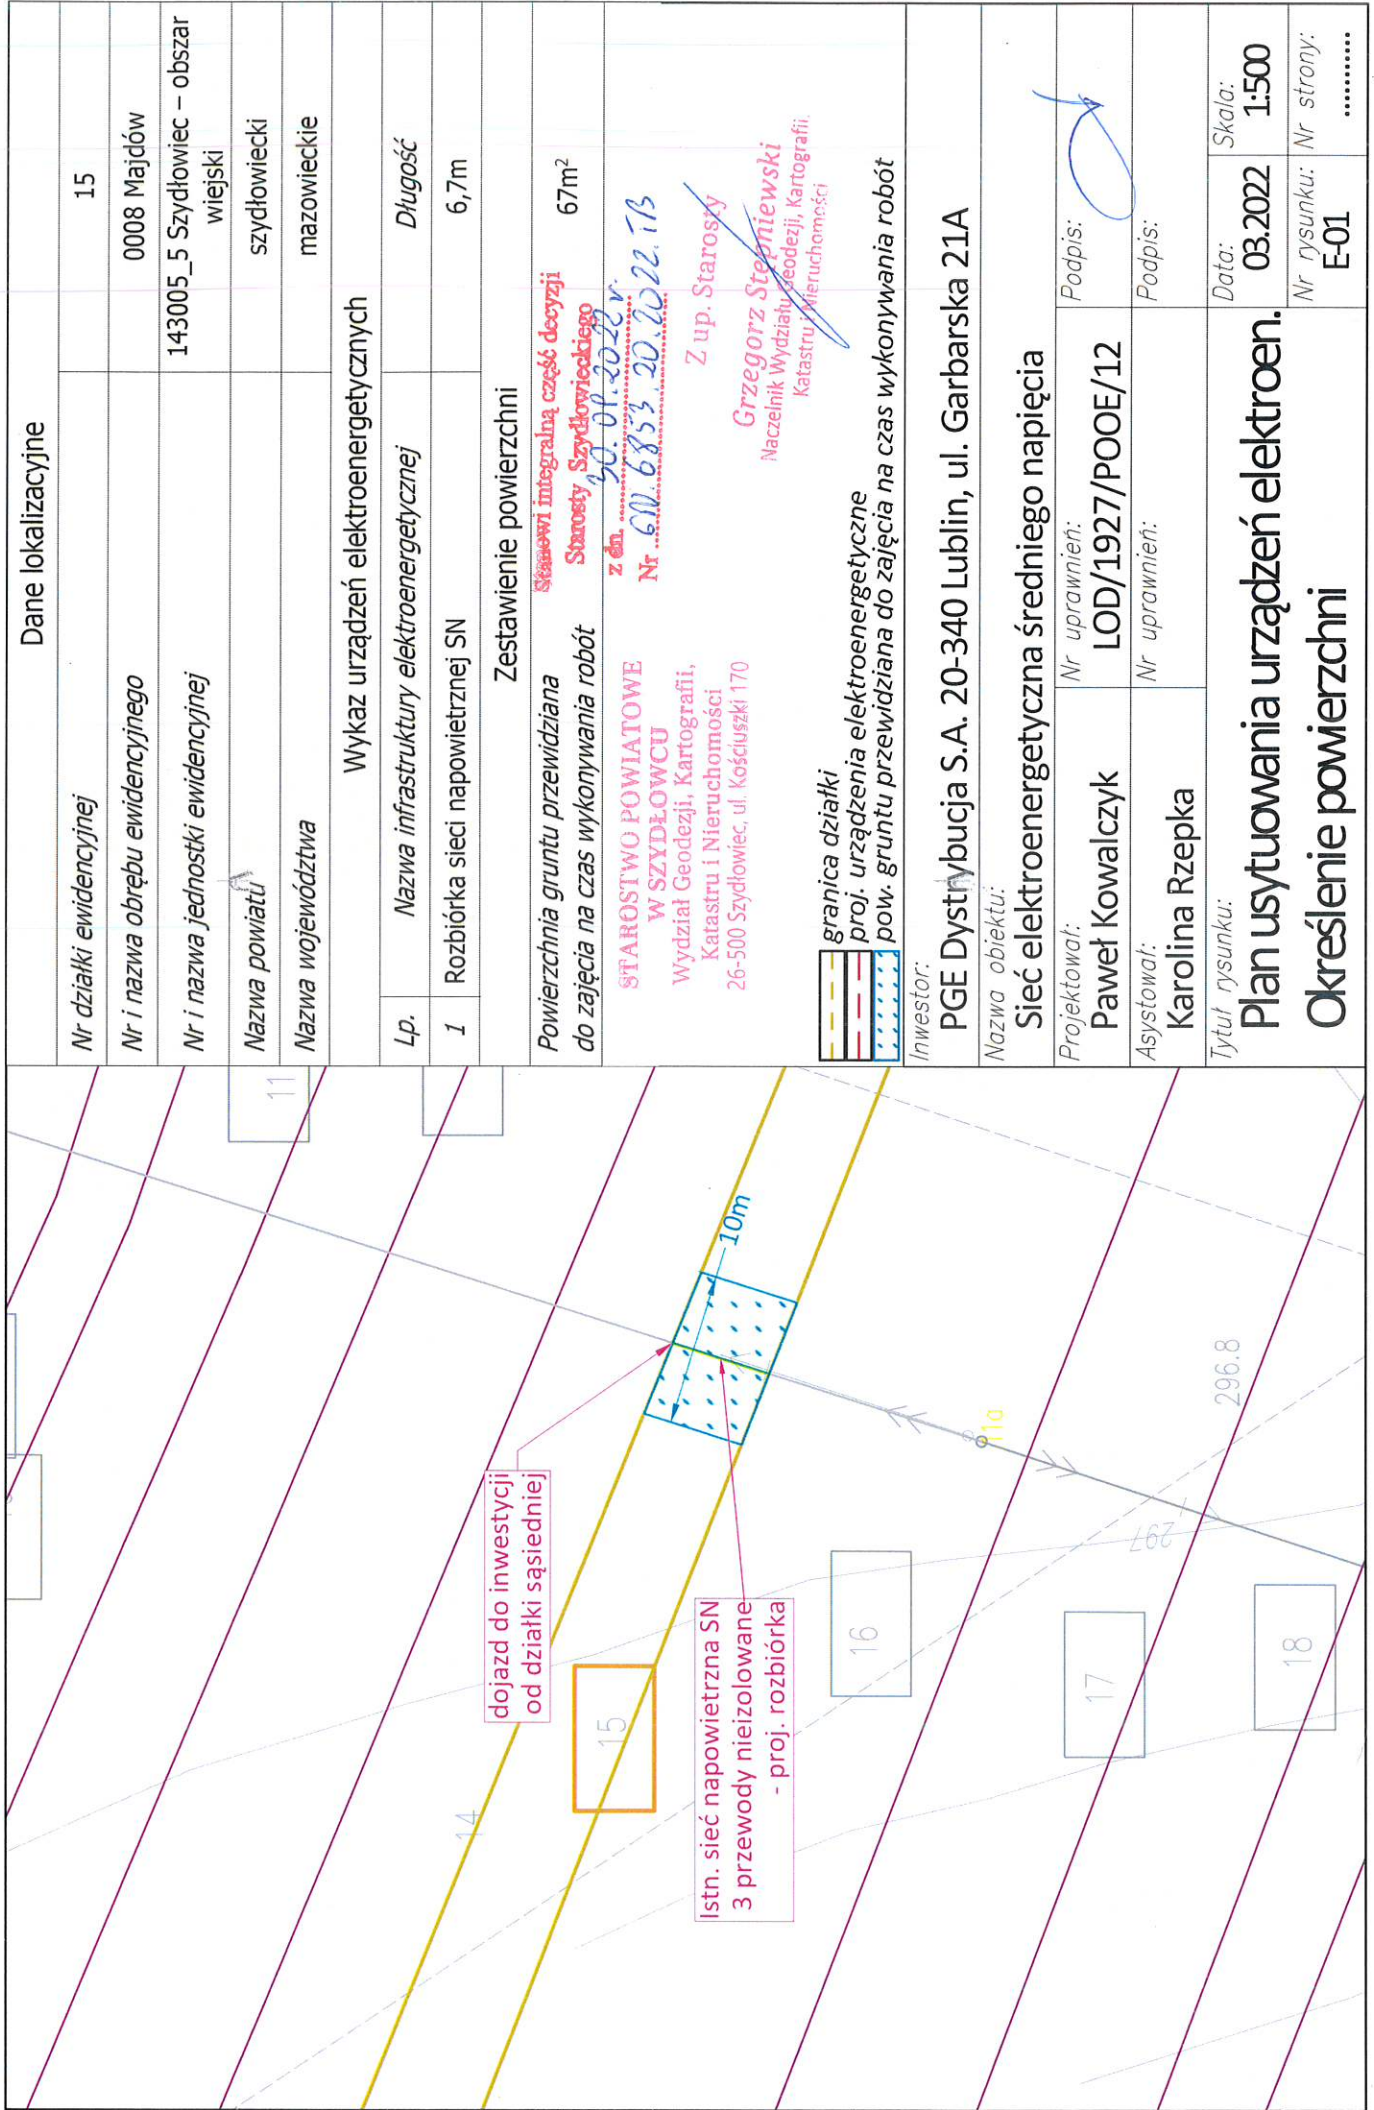 Dane lokalizacyjne
Nr działki ewidencyjnej 15
Nr i nazwa obrębu ewidencyjnego 0008 Majdów
Nr i nazwa jednostki ewidencyjnej 143005_5 Szydłowiec – obszar
wiejski
Nazwa powiatu szydłowiecki
Nazwa województwa mazowieckie
Wykaz urządzeń elektroenergetycznych
Lp. Nazwa infrastruktury elektroenergetycznej Długość
1 Rozbiórka sieci napowietrznej SN 6,7m
Zestawienie powierzchni
Powierzchnia gruntu przewidziana
do zajęcia na czas wykonywania robót 67m²
Stanowi integralną część decyzji
Starosty Szydłowieckiego
z dn. 2022 r.
Nr GN.6853.20.2022.TB
STAROSTWO POWIATOWE
W SZYDŁOWCU
Wydział Geodezji, Kartografii,
Katastru i Nieruchomości
26-500 Szydłowiec, ul. Kościuszki 170
Z up. Starosty
Grzegorz Stępniewski
Naczelnik Wydziału Geodezji, Kartografii,
Katastru i Nieruchomości
granica działki
proj. urządzenia elektroenergetyczne
pow. gruntu przewidziana do zajęcia na czas wykonywania robót
Inwestor:
PGE Dystrybucja S.A. 20-340 Lublin, ul. Garbarska 21A
Nazwa obiektu:
Sieć elektroenergetyczna średniego napięcia
Projektował: Nr uprawnień: Podpis:
Paweł Kowalczyk LOD/1927/POOE/12
Asystował: Nr uprawnień: Podpis:
Karolina Rzepka
Tytuł rysunku:
Plan usytuowania urządzeń elektroen.
Określenie powierzchni
Data: Skala:
03.2022 1:500
Nr rysunku: Nr strony:
E-01 ...........
11
14
15
dojazd do inwestycji
od działki sąsiedniej
10m
Istn. sieć napowietrzna SN
3 przewody nieizolowane
- proj. rozbiórka
11a
16
297
296.8
17
18